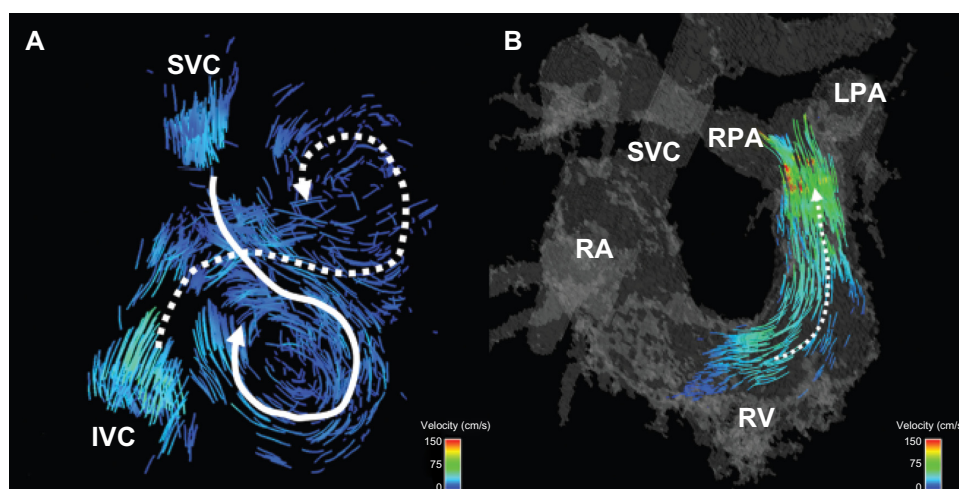 A
SVC
IVC
Velocity (cm/s)
150
75
0
B
LPA
RPA
SVC
RA
RV
Velocity (cm/s)
150
75
0